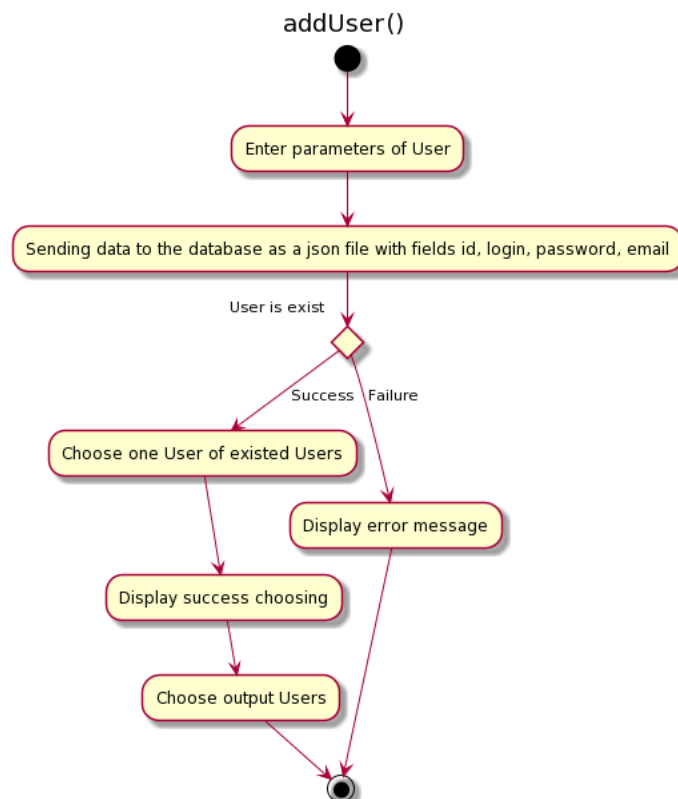 addUser()
Enter parameters of User
Sending data to the database as a json file with fields id, login, password, email
User is exist
Success
Failure
Choose one User of existed Users
Display error message
Display success choosing
Choose output Users